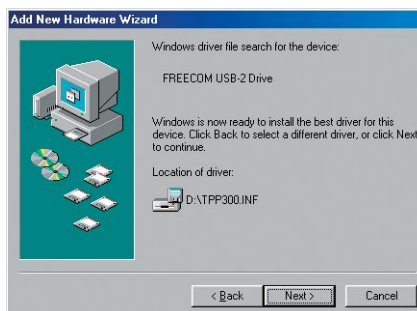 Add New Hardware Wizard
Windows driver file search for the device:
FREECOM USB-2 Drive
Windows is now ready to install the best driver for this
device. Click Back to select a different driver, or click Next
to continue.
Location of driver:
D:\TPP300.INF
< Back
Next >
Cancel